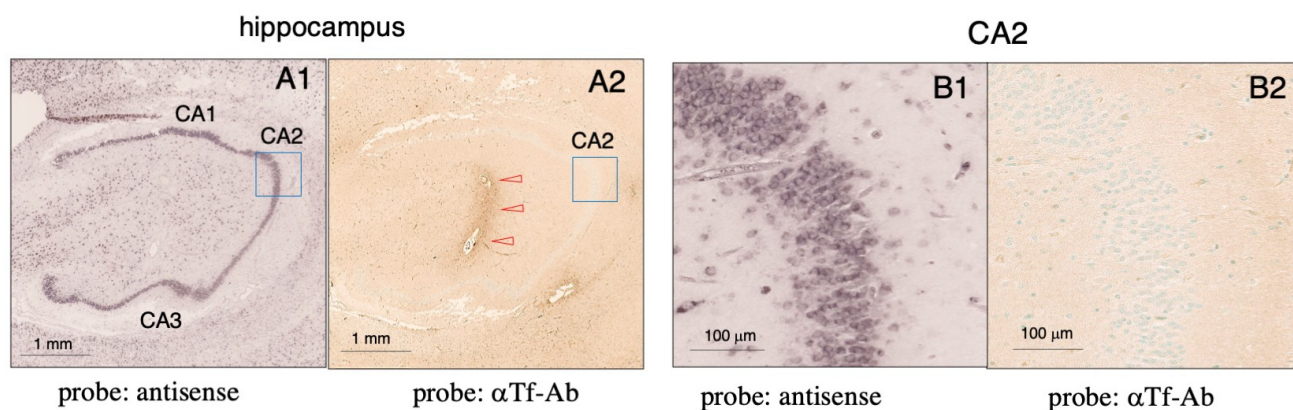 hippocampus
CA2
A1
CA1
CA2
CA3
1 mm
A2
CA2
1 mm
B1
100 μm
B2
100 μm
probe: antisense
probe: αTf-Ab
probe: antisense
probe: αTf-Ab